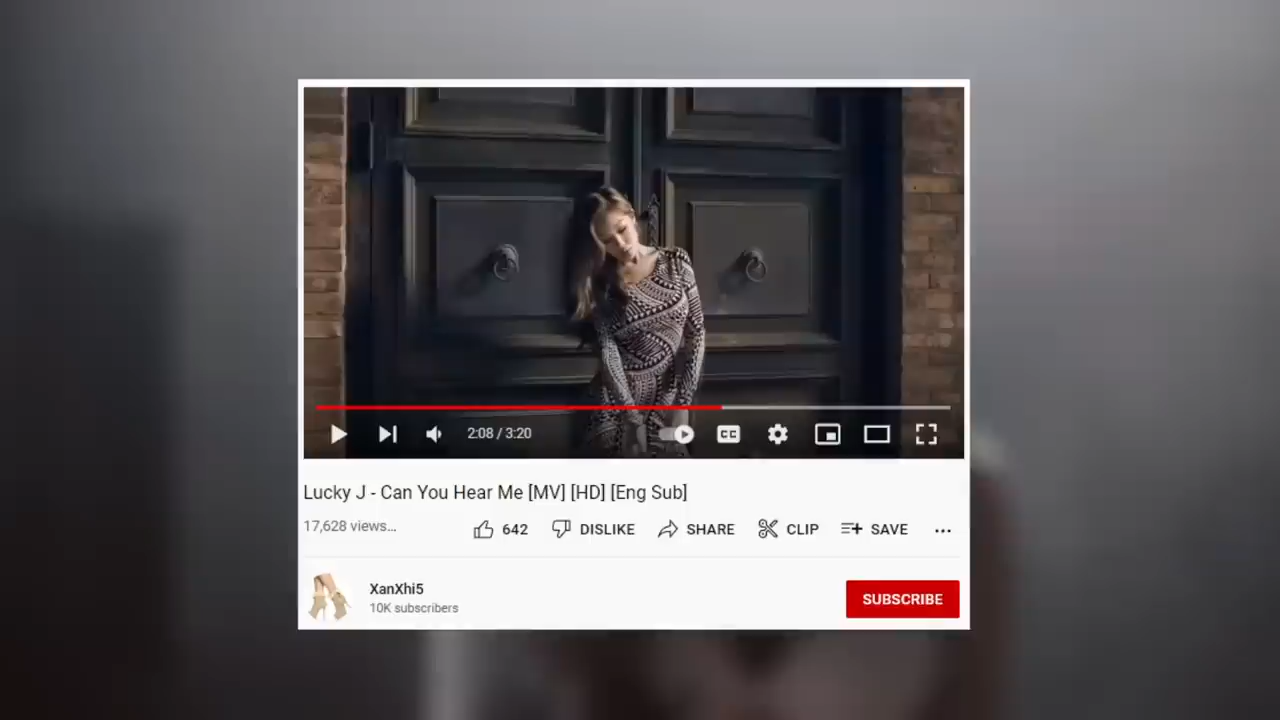 2:08 / 3:20
CC
Lucky J - Can You Hear Me [MV] [HD] [Eng Sub]
17,628 views...
642
DISLIKE
SHARE
CLIP
SAVE
XanXhi5
10K subscribers
SUBSCRIBE